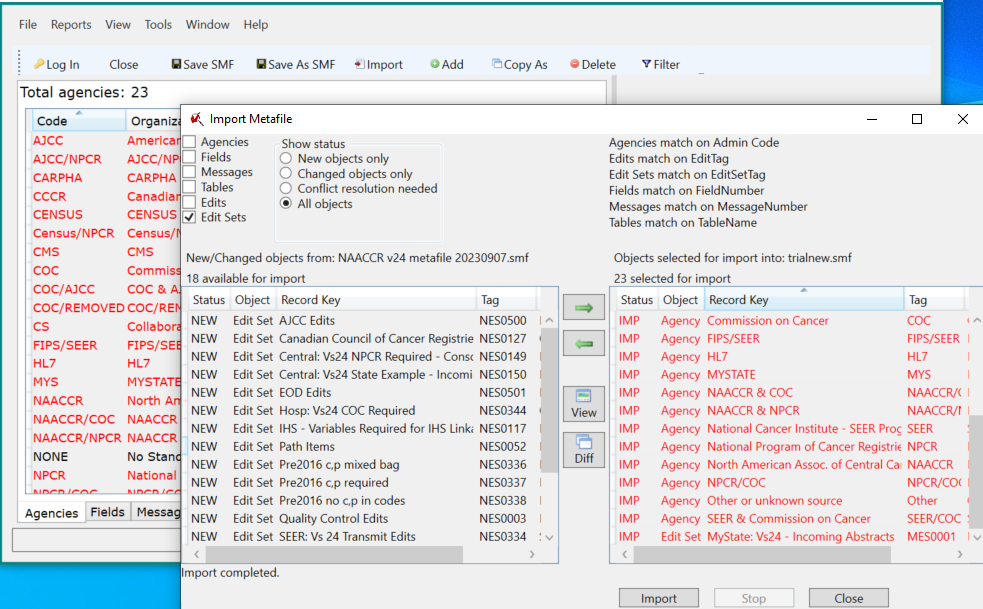 File Reports View Tools Window Help
Log In Close Save SMF Save As SMF Import Add Copy As Delete Filter
Total agencies: 23
Code Organiza
AJCC American
AJCC/NPCR AJCC/NP
CARPHA CARPHA
CCCR Canadian
CENSUS CENSUS
Census/NPCR Census/N
CMS CMS
COC Commiss
COC/AJCC COC & A
COC/REMOVED COC/REM
CS Collabora
FIPS/SEER FIPS/SEE
HL7 HL7
MYS MYSTATE
NAACCR North Am
NAACCR/COC NAACCR
NAACCR/NPCR NAACCR
NONE No Stand
NPCR National
NPCR/COC NPCR/CO
Agencies Fields Messag
Import Metafile
Agencies
Fields
Messages
Tables
Edits
Edit Sets
Show status
New objects only
Changed objects only
Conflict resolution needed
All objects
Agencies match on Admin Code
Edits match on EditTag
Edit Sets match on EditSetTag
Fields match on FieldNumber
Messages match on MessageNumber
Tables match on TableName
New/Changed objects from: NAACCR v24 metafile 20230907.smf
18 available for import
Status Object Record Key Tag
NEW Edit Set AJCC Edits NES0500
NEW Edit Set Canadian Council of Cancer Registrie NES0127
NEW Edit Set Central: Vs24 NPCR Required - Conso NES0149
NEW Edit Set Central: Vs24 State Example - Incomi NES0150
NEW Edit Set EOD Edits NES0501
NEW Edit Set Hosp: Vs24 COC Required NES0344
NEW Edit Set IHS - Variables Required for IHS Linka NES0117
NEW Edit Set Path Items NES0052
NEW Edit Set Pre2016 c,p mixed bag NES0336
NEW Edit Set Pre2016 c,p required NES0337
NEW Edit Set Pre2016 no c,p in codes NES0338
NEW Edit Set Quality Control Edits NES0003
NEW Edit Set SEER: Vs 24 Transmit Edits NES0334
Import completed.
View
Diff
Objects selected for import into: trialnew.smf
23 selected for import
Status Object Record Key Tag
IMP Agency Commission on Cancer COC
IMP Agency FIPS/SEER FIPS/SEER
IMP Agency HL7 HL7
IMP Agency MYSTATE MYS
IMP Agency NAACCR & COC NAACCR/C
IMP Agency NAACCR & NPCR NAACCR/N
IMP Agency National Cancer Institute - SEER Prog SEER
IMP Agency National Program of Cancer Registrie NPCR
IMP Agency North American Assoc. of Central Ca NAACCR
IMP Agency NPCR/COC NPCR/COC
IMP Agency Other or unknown source Other
IMP Agency SEER & Commission on Cancer SEER/COC
IMP Edit Set MyState: Vs24 - Incoming Abstracts MES0001
Import Stop Close